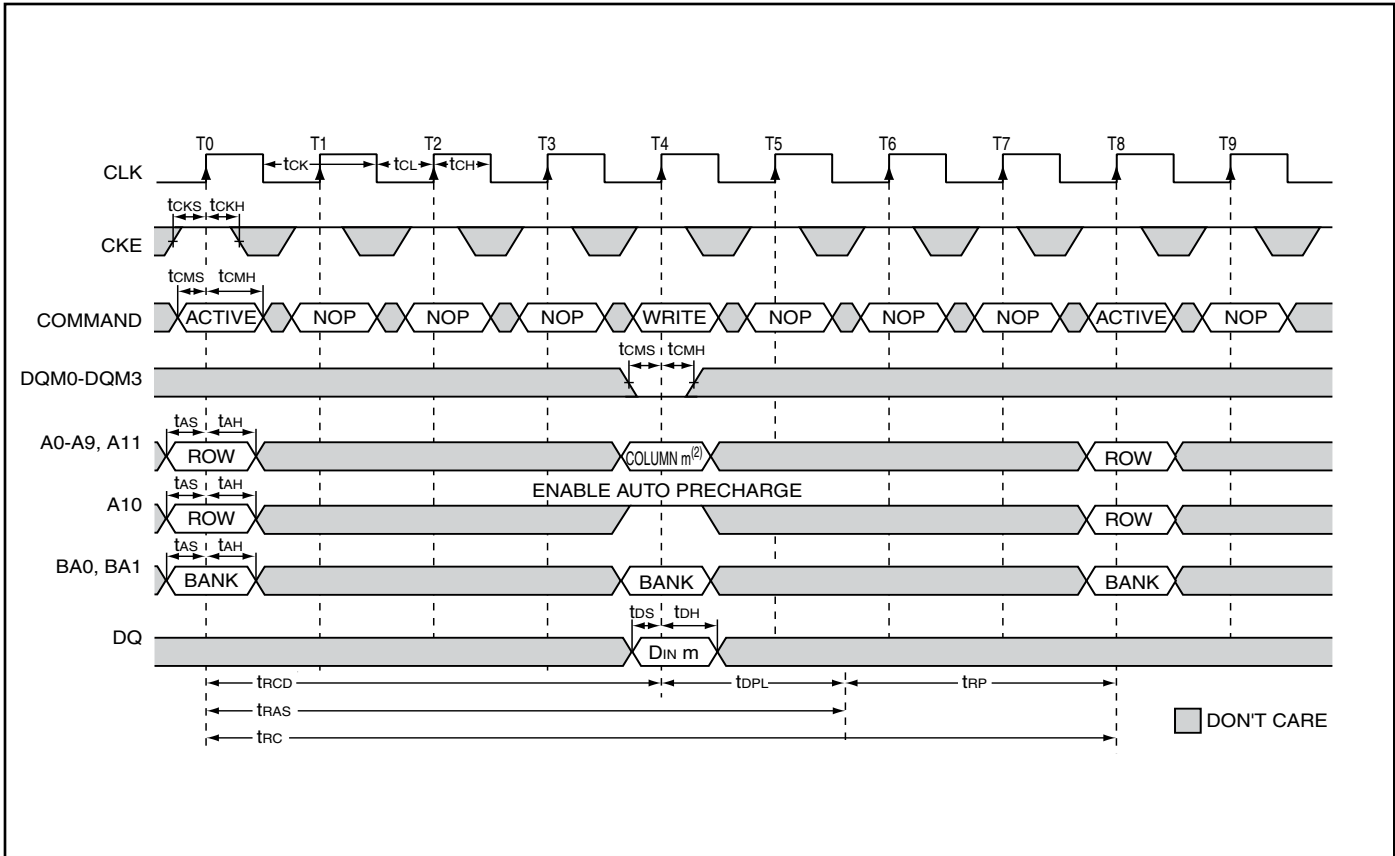 T0 T1 T2 T3 T4 T5 T6 T7 T8 T9
CLK tCK tCL tCH
tCKS tCKH
CKE
tCMS tCMH
COMMAND ACTIVE NOP NOP NOP WRITE NOP NOP NOP ACTIVE NOP
tCMS tCMH
DQM0-DQM3
tAS tAH
A0-A9, A11 ROW COLUMN m(2) ROW
tAS tAH ENABLE AUTO PRECHARGE
A10 ROW ROW
tAS tAH
BA0, BA1 BANK BANK BANK
tDS tDH
DQ DIN m
tRCD tDPL tRP
tRAS
DON'T CARE
tRC